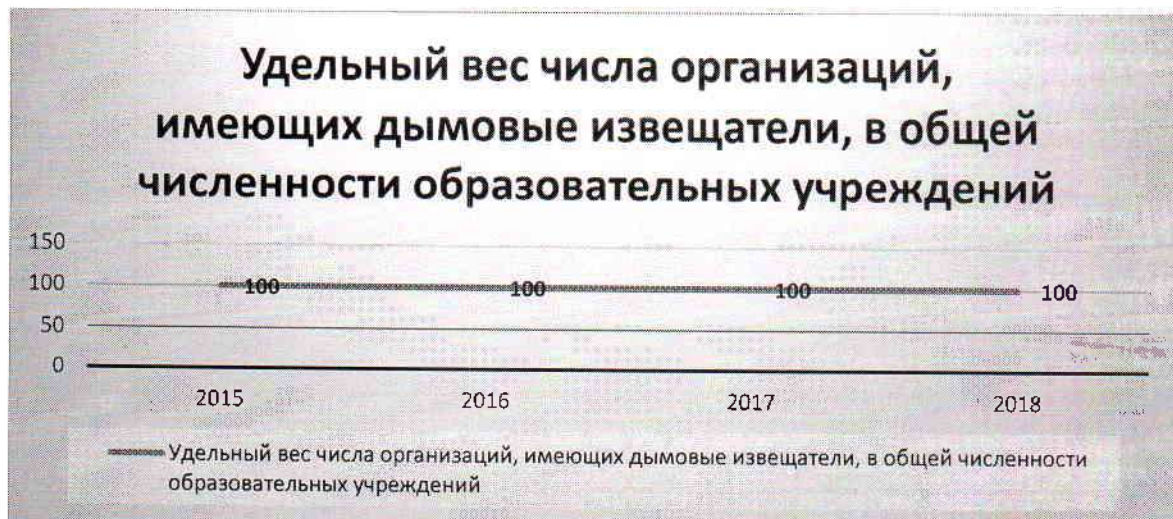 Удельный вес числа организаций,
имеющих дымовые извещатели, в общей
численности образовательных учреждений
150
100
50
0
100 100 100 100
2015 2016 2017 2018
Удельный вес числа организаций, имеющих дымовые извещатели, в общей численности
образовательных учреждений